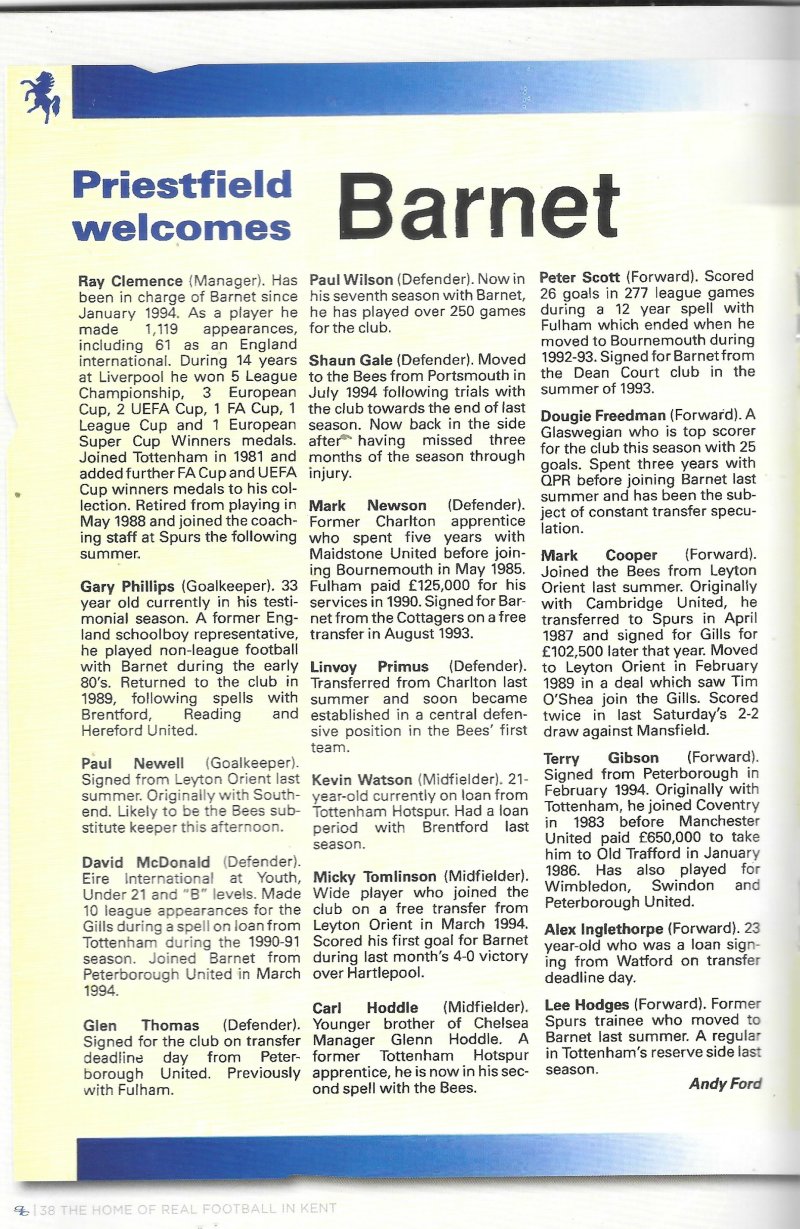 Priestfield
welcomes
Barnet
Ray Clemence (Manager). Has
been in charge of Barnet since
January 1994. As a player he
made 1,119 appearances,
including 61 as an England
international. During 14 years
at Liverpool he won 5 League
Championship, 3 European
Cup, 2 UEFA Cup, 1 FA Cup, 1
League Cup and 1 European
Super Cup Winners medals.
Joined Tottenham in 1981 and
added further FA Cup and UEFA
Cup winners medals to his col-
lection. Retired from playing in
May 1988 and joined the coach-
ing staff at Spurs the following
summer.
Gary Phillips (Goalkeeper). 33
year old currently in his testi-
monial season. A former Eng-
land schoolboy representative,
he played non-league football
with Barnet during the early
80's. Returned to the club in
1989, following spells with
Brentford, Reading and
Hereford United.
Paul Newell (Goalkeeper).
Signed from Leyton Orient last
summer. Originally with South-
end. Likely to be the Bees sub-
stitute keeper this afternoon.
David McDonald (Defender).
Eire International at Youth,
Under 21 and "B" levels. Made
10 league appearances for the
Gills during a spell on loan from
Tottenham during the 1990-91
season. Joined Barnet from
Peterborough United in March
1994.
Glen Thomas (Defender).
Signed for the club on transfer
deadline day from Peter-
borough United. Previously
with Fulham.
Paul Wilson (Defender). Now in
his seventh season with Barnet,
he has played over 250 games
for the club.
Shaun Gale (Defender). Moved
to the Bees from Portsmouth in
July 1994 following trials with
the club towards the end of last
season. Now back in the side
after having missed three
months of the season through
injury.
Mark Newson (Defender).
Former Charlton apprentice
who spent five years with
Maidstone United before join-
ing Bournemouth in May 1985.
Fulham paid £125,000 for his
services in 1990. Signed for Bar-
net from the Cottagers on a free
transfer in August 1993.
Linvoy Primus (Defender).
Transferred from Charlton last
summer and soon became
established in a central defen-
sive position in the Bees' first
team.
Kevin Watson (Midfielder). 21-
year-old currently on loan from
Tottenham Hotspur. Had a loan
period with Brentford last
season.
Micky Tomlinson (Midfielder).
Wide player who joined the
club on a free transfer from
Leyton Orient in March 1994.
Scored his first goal for Barnet
during last month's 4-0 victory
over Hartlepool.
Carl Hoddle (Midfielder).
Younger brother of Chelsea
Manager Glenn Hoddle. A
former Tottenham Hotspur
apprentice, he is now in his sec-
ond spell with the Bees.
Peter Scott (Forward). Scored
26 goals in 277 league games
during a 12 year spell with
Fulham which ended when he
moved to Bournemouth during
1992-93. Signed for Barnet from
the Dean Court club in the
summer of 1993.
Dougie Freedman (Forward). A
Glaswegian who is top scorer
for the club this season with 25
goals. Spent three years with
QPR before joining Barnet last
summer and has been the sub-
ject of constant transfer specu-
lation.
Mark Cooper (Forward).
Joined the Bees from Leyton
Orient last summer. Originally
with Cambridge United, he
transferred to Spurs in April
1987 and signed for Gills for
£102,500 later that year. Moved
to Leyton Orient in February
1989 in a deal which saw Tim
O'Shea join the Gills. Scored
twice in last Saturday's 2-2
draw against Mansfield.
Terry Gibson (Forward).
Signed from Peterborough in
February 1994. Originally with
Tottenham, he joined Coventry
in 1983 before Manchester
United paid £650,000 to take
him to Old Trafford in January
1986. Has also played for
Wimbledon, Swindon and
Peterborough United.
Alex Inglethorpe (Forward). 23
year-old who was a loan sign-
ing from Watford on transfer
deadline day.
Lee Hodges (Forward). Former
Spurs trainee who moved to
Barnet last summer. A regular
in Tottenham's reserve side last
season.
Andy Ford
38 THE HOME OF REAL FOOTBALL IN KENT